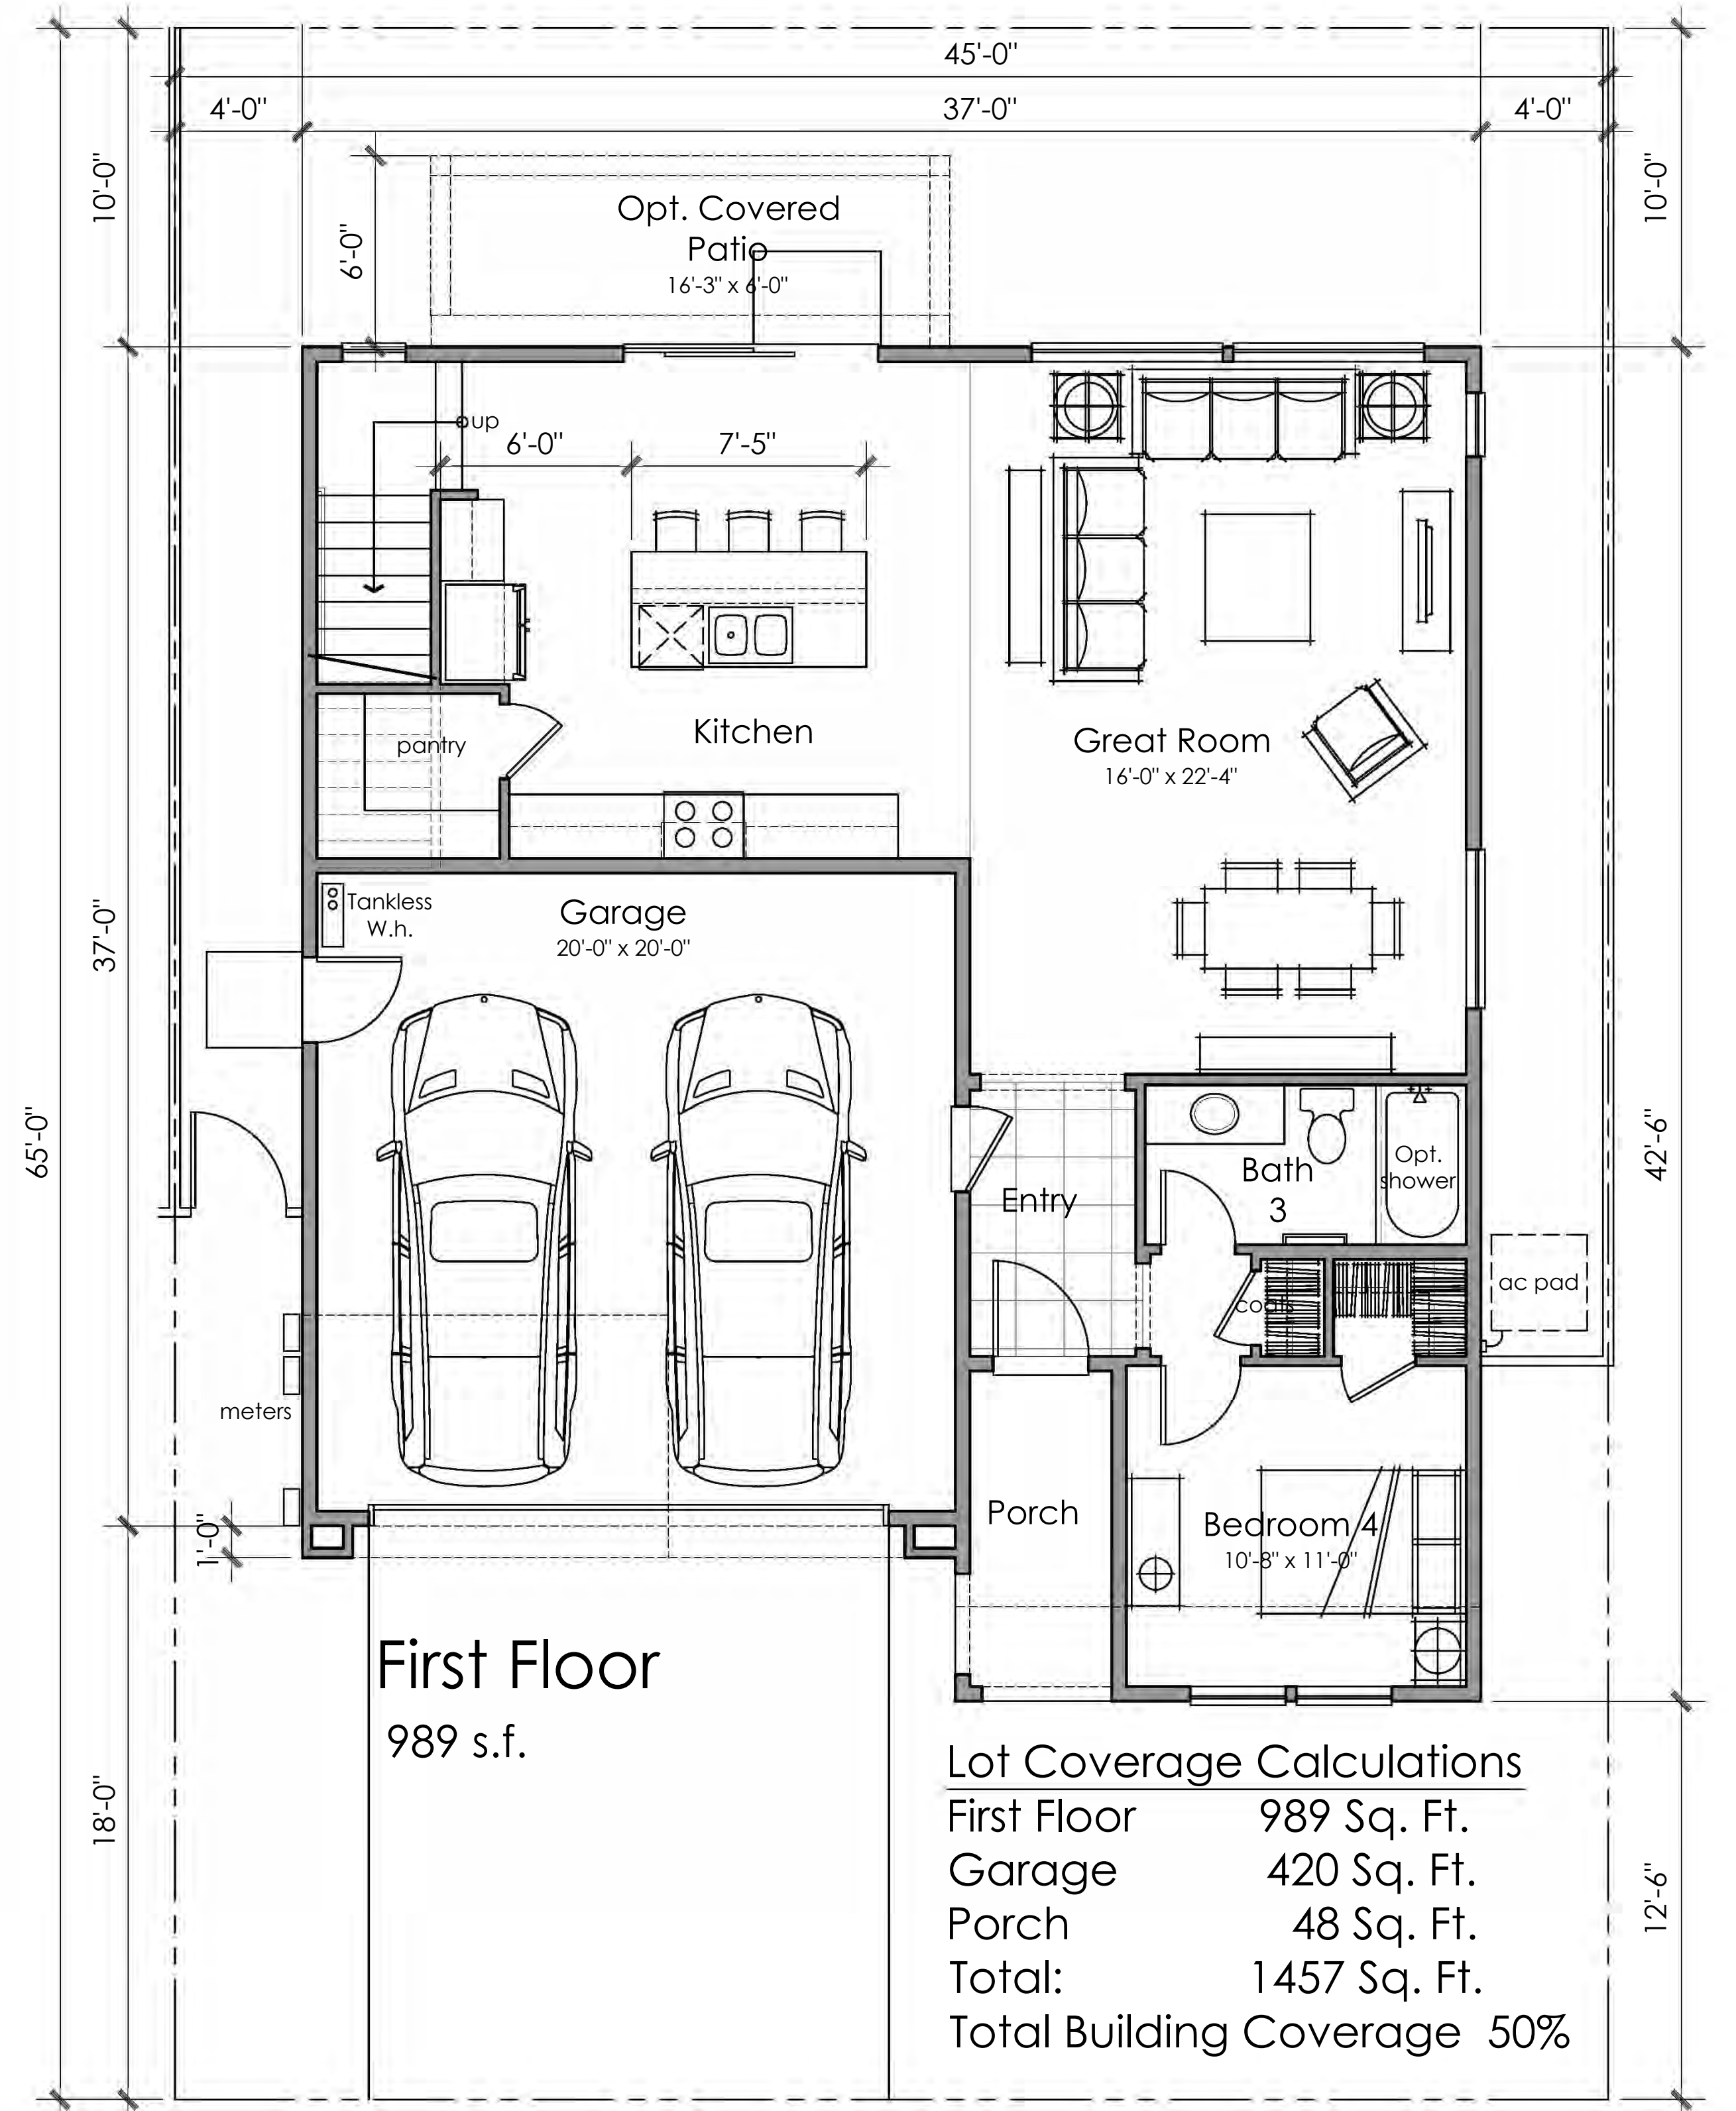 45'-0"
4'-0"
37'-0"
4'-0"
10'-0"
10'-0"
6'-0"
Opt. Covered
Patio
16'-3" x 6'-0"
up
6'-0"
7'-5"
Kitchen
pantry
Great Room
16'-0" x 22'-4"
Tankless
W.h.
Garage
20'-0" x 20'-0"
37'-0"
65'-0"
42'-6"
Entry
Bath
3
Opt.
shower
coats
ac pad
meters
1'-0"
Porch
Bedroom 4
10'-8" x 11'-0"
First Floor
989 s.f.
18'-0"
12'-6"
Lot Coverage Calculations
First Floor 989 Sq. Ft.
Garage 420 Sq. Ft.
Porch 48 Sq. Ft.
Total: 1457 Sq. Ft.
Total Building Coverage 50%